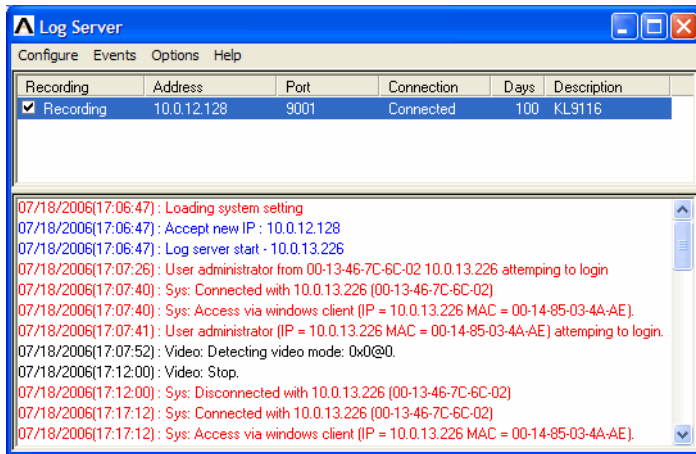 Log Server
Configure Events Options Help
Recording Address Port Connection Days Description
Recording 10.0.12.128 9001 Connected 100 KL9116
07/18/2006(17:06:47) : Loading system setting
07/18/2006(17:06:47) : Accept new IP : 10.0.12.128
07/18/2006(17:06:47) : Log server start - 10.0.13.226
07/18/2006(17:07:26) : User administrator from 00-13-46-7C-6C-02 10.0.13.226 attemping to login
07/18/2006(17:07:40) : Sys: Connected with 10.0.13.226 (00-13-46-7C-6C-02)
07/18/2006(17:07:40) : Sys: Access via windows client (IP = 10.0.13.226 MAC = 00-14-85-03-4A-AE).
07/18/2006(17:07:41) : User administrator (IP = 10.0.13.226 MAC = 00-14-85-03-4A-AE) attemping to login.
07/18/2006(17:07:52) : Video: Detecting video mode: 0x0@0.
07/18/2006(17:12:00) : Video: Stop.
07/18/2006(17:12:00) : Sys: Disconnected with 10.0.13.226 (00-13-46-7C-6C-02)
07/18/2006(17:17:12) : Sys: Connected with 10.0.13.226 (00-13-46-7C-6C-02)
07/18/2006(17:17:12) : Sys: Access via windows client (IP = 10.0.13.226 MAC = 00-14-85-03-4A-AE).